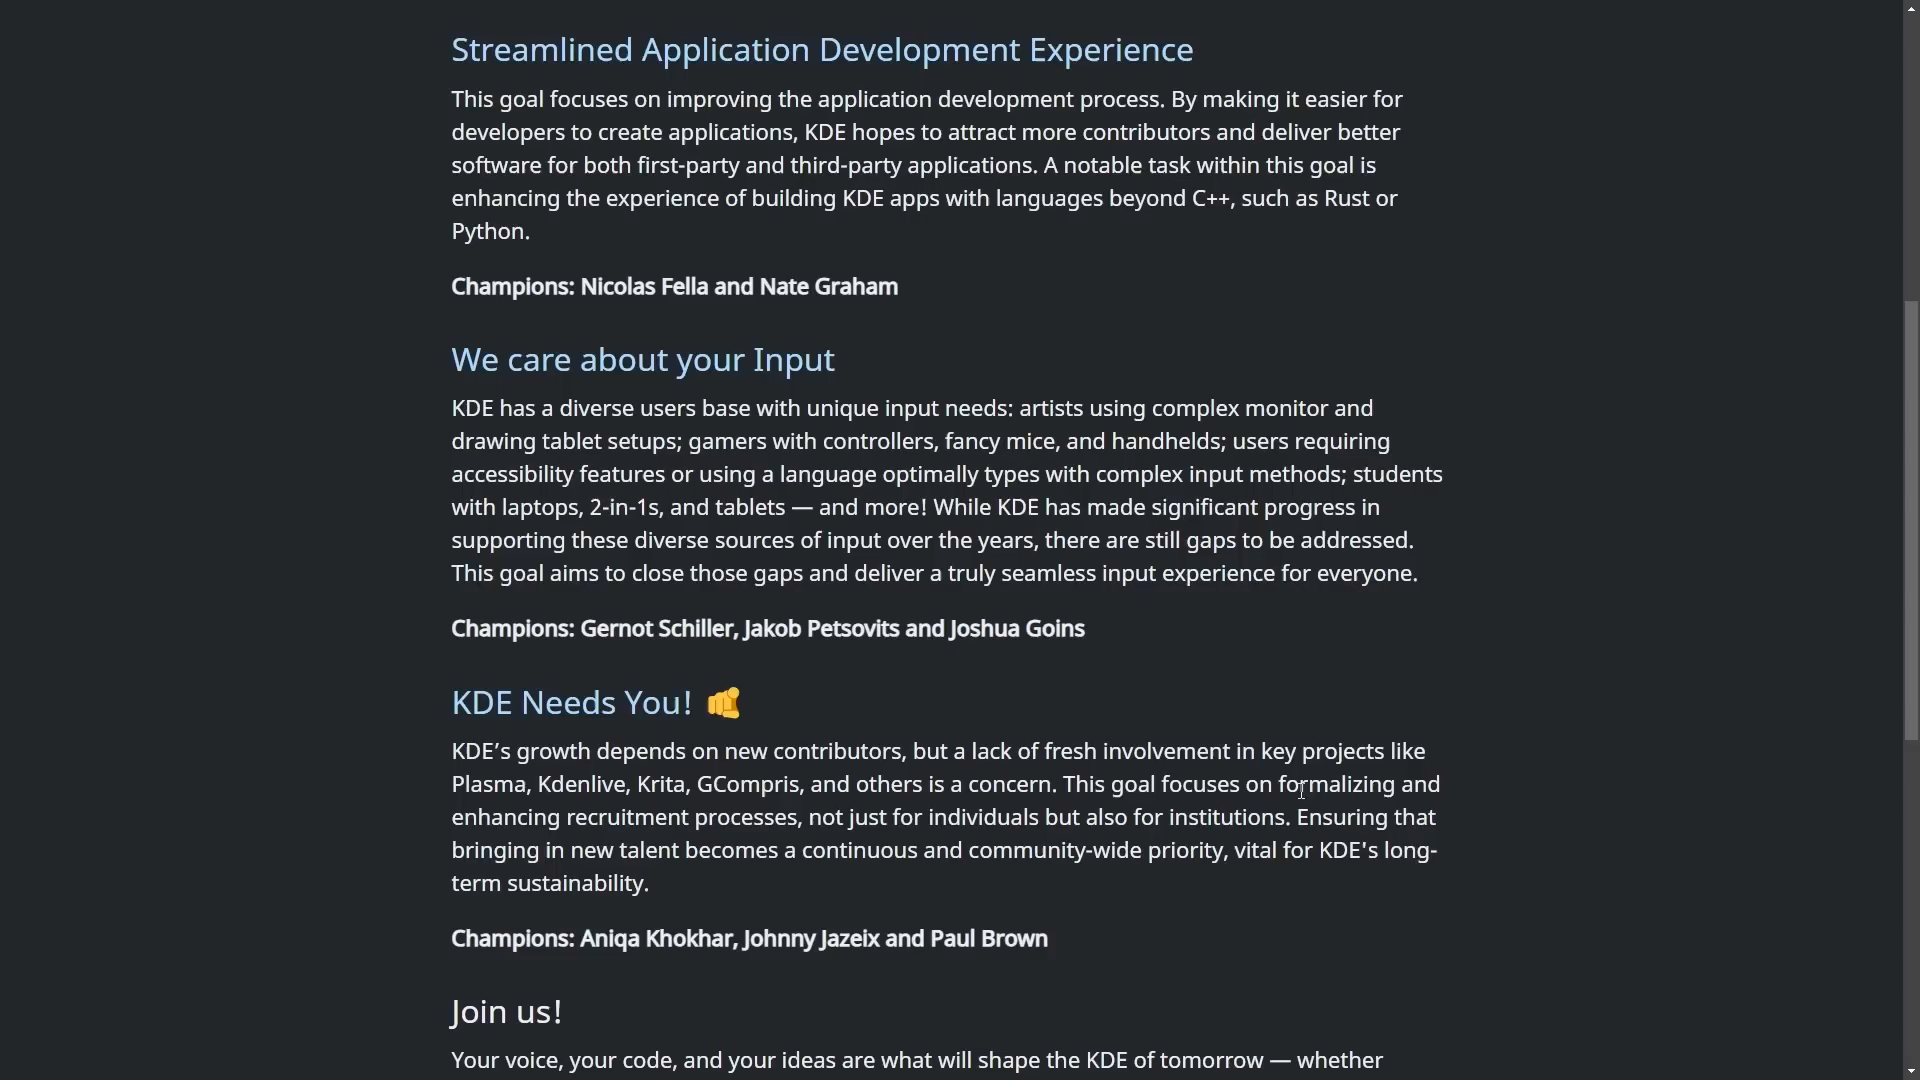 Streamlined Application Development Experience
This goal focuses on improving the application development process. By making it easier for
developers to create applications, KDE hopes to attract more contributors and deliver better
software for both first-party and third-party applications. A notable task within this goal is
enhancing the experience of building KDE apps with languages beyond C++, such as Rust or
Python.
Champions: Nicolas Fella and Nate Graham
We care about your Input
KDE has a diverse users base with unique input needs: artists using complex monitor and
drawing tablet setups; gamers with controllers, fancy mice, and handhelds; users requiring
accessibility features or using a language optimally types with complex input methods; students
with laptops, 2-in-1s, and tablets — and more! While KDE has made significant progress in
supporting these diverse sources of input over the years, there are still gaps to be addressed.
This goal aims to close those gaps and deliver a truly seamless input experience for everyone.
Champions: Gernot Schiller, Jakob Petsovits and Joshua Goins
KDE Needs You! 🫵
KDE’s growth depends on new contributors, but a lack of fresh involvement in key projects like
Plasma, Kdenlive, Krita, GCompris, and others is a concern. This goal focuses on formalizing and
enhancing recruitment processes, not just for individuals but also for institutions. Ensuring that
bringing in new talent becomes a continuous and community-wide priority, vital for KDE's long-
term sustainability.
Champions: Aniqa Khokhar, Johnny Jazeix and Paul Brown
Join us!
Your voice, your code, and your ideas are what will shape the KDE of tomorrow — whether